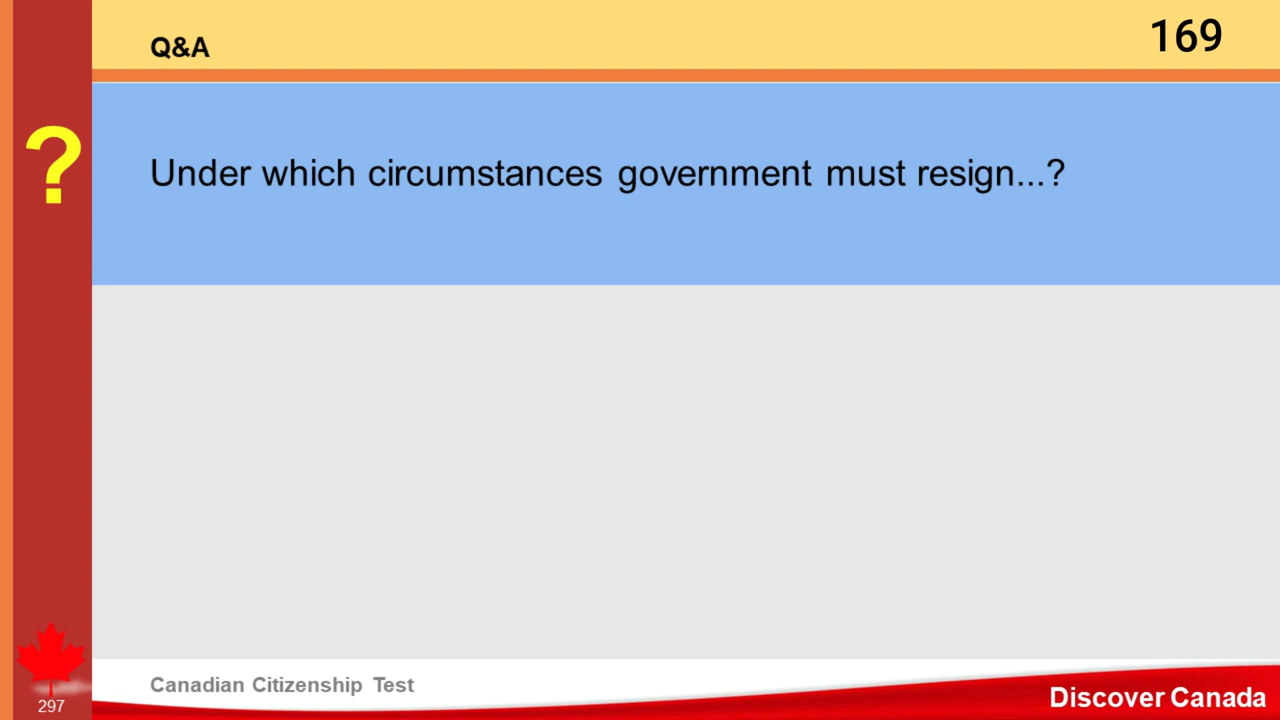 Q&A
169
?
Under which circumstances government must resign...?
Canadian Citizenship Test
297
Discover Canada